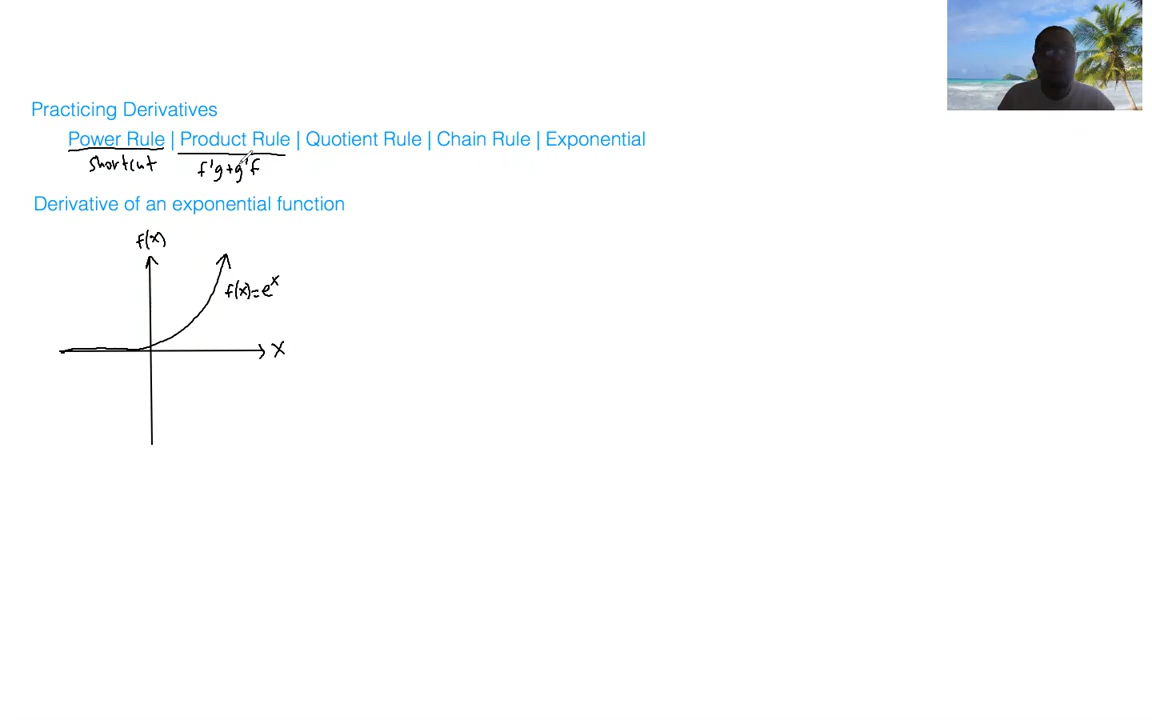 Practicing Derivatives
Power Rule | Product Rule | Quotient Rule | Chain Rule | Exponential
shortcut f'g+g'f
Derivative of an exponential function
f(x)
f(x)=e^x
X